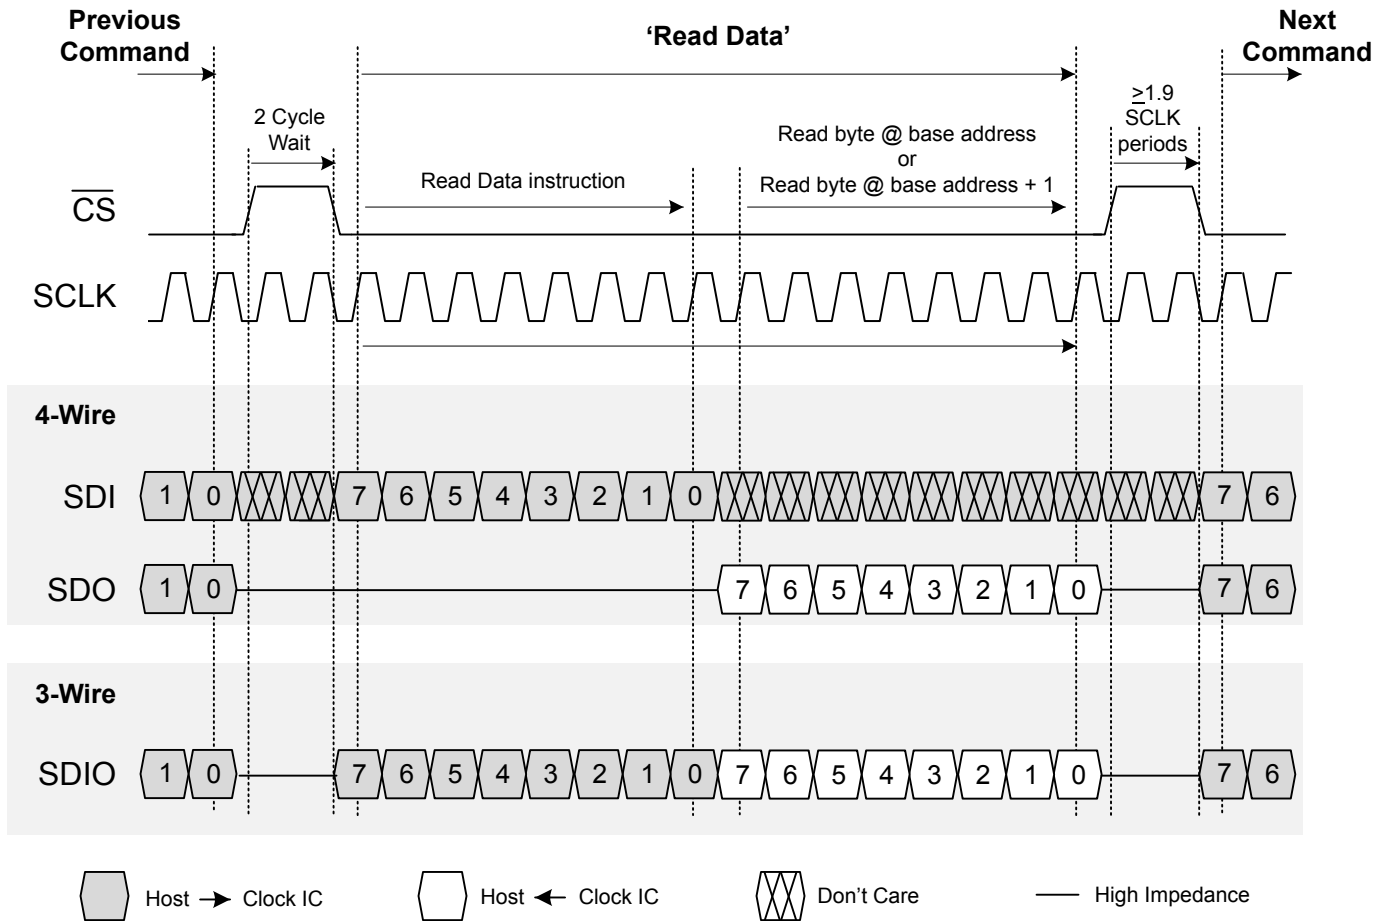 Previous
Command
'Read Data'
Next
Command
2 Cycle
Wait
Read Data instruction
Read byte @ base address
or
Read byte @ base address + 1
≥1.9
SCLK
periods
CS
SCLK
4-Wire
SDI 1 0 7 6 5 4 3 2 1 0 7 6
SDO 1 0 7 6 5 4 3 2 1 0 7 6
3-Wire
SDIO 1 0 7 6 5 4 3 2 1 0 7 6 5 4 3 2 1 0 7 6
Host → Clock IC
Host ← Clock IC
Don't Care
High Impedance